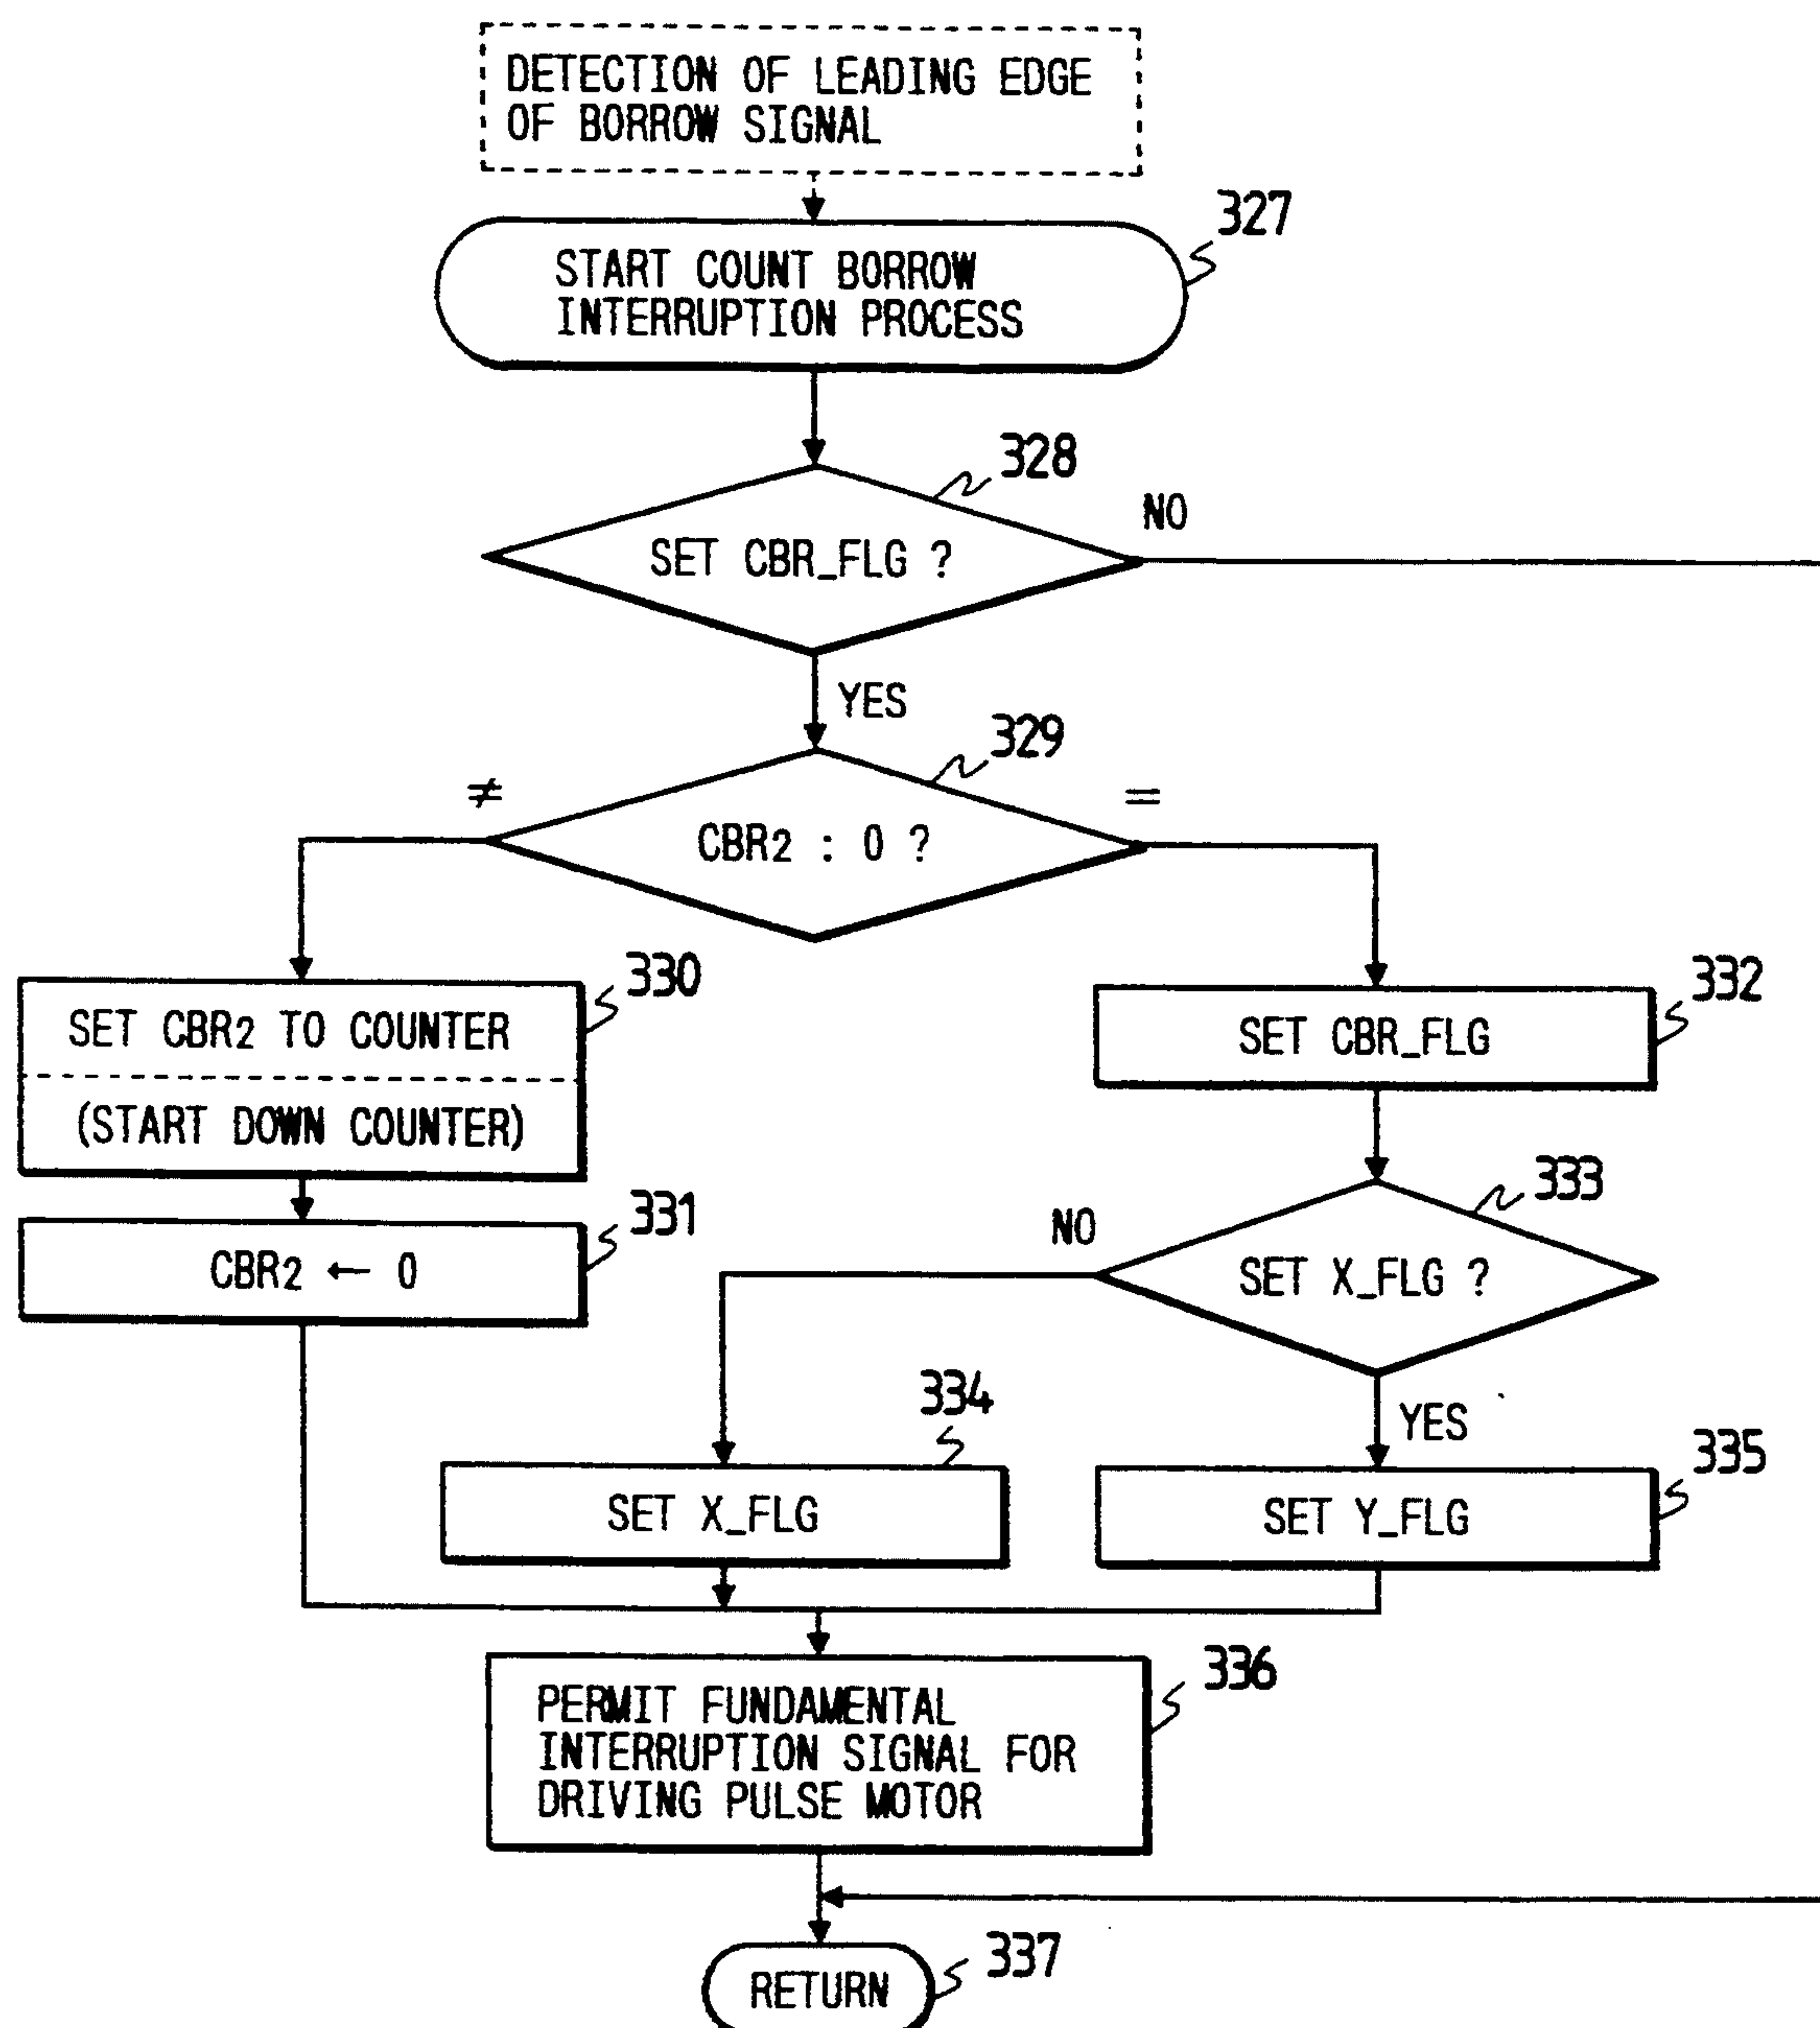 DETECTION OF LEADING EDGE
OF BORROW SIGNAL
327
START COUNT BORROW
INTERRUPTION PROCESS
328
SET CBR_FLG ?
NO
YES
329
≠
CBR2 : 0 ?
=
330
SET CBR2 TO COUNTER
(START DOWN COUNTER)
332
SET CBR_FLG
331
CBR2 ← 0
333
SET X_FLG ?
NO
YES
334
SET X_FLG
335
SET Y_FLG
336
PERMIT FUNDAMENTAL
INTERRUPTION SIGNAL FOR
DRIVING PULSE MOTOR
337
RETURN